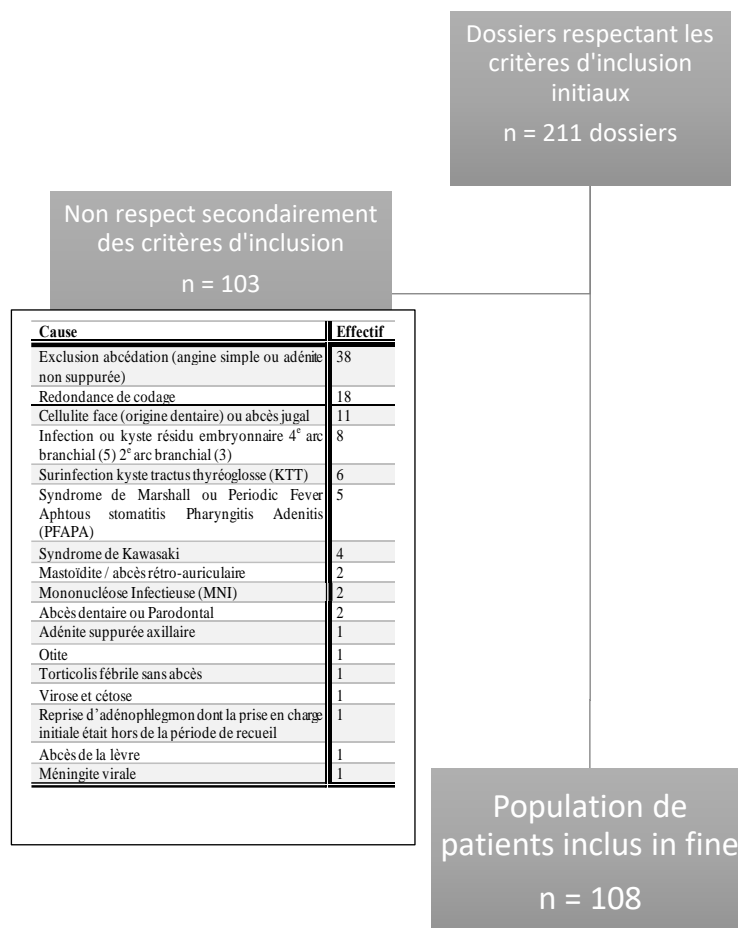 Dossiers respectant les
critères d'inclusion
initiaux
n = 211 dossiers
Non respect secondairement
des critères d'inclusion
n = 103
Cause Effectif
Exclusion abcédation (angine simple ou adénite 38
non suppurée)
Redondance de codage 18
Cellulite face (origine dentaire) ou abcès jugal 11
Infection ou kyste résidu embryonnaire 4e arc 8
branchial (5) 2e arc branchial (3)
Surinfection kyste tractus thyréoglosse (KTT) 6
Syndrome de Marshall ou Periodic Fever 5
Aphtous stomatitis Pharyngitis Adenitis
(PFAPA)
Syndrome de Kawasaki 4
Mastoïdite / abcès rétro-auriculaire 2
Mononucléose Infectieuse (MNI) 2
Abcès dentaire ou Parodontal 2
Adénite suppurée axillaire 1
Otite 1
Torticolis fébrile sans abcès 1
Virose et cétose 1
Reprise d'adénophlegmon dont la prise en charge 1
initiale était hors de la période de recueil
Abcès de la lèvre 1
Méningite virale 1
Population de
patients inclus in fine
n = 108